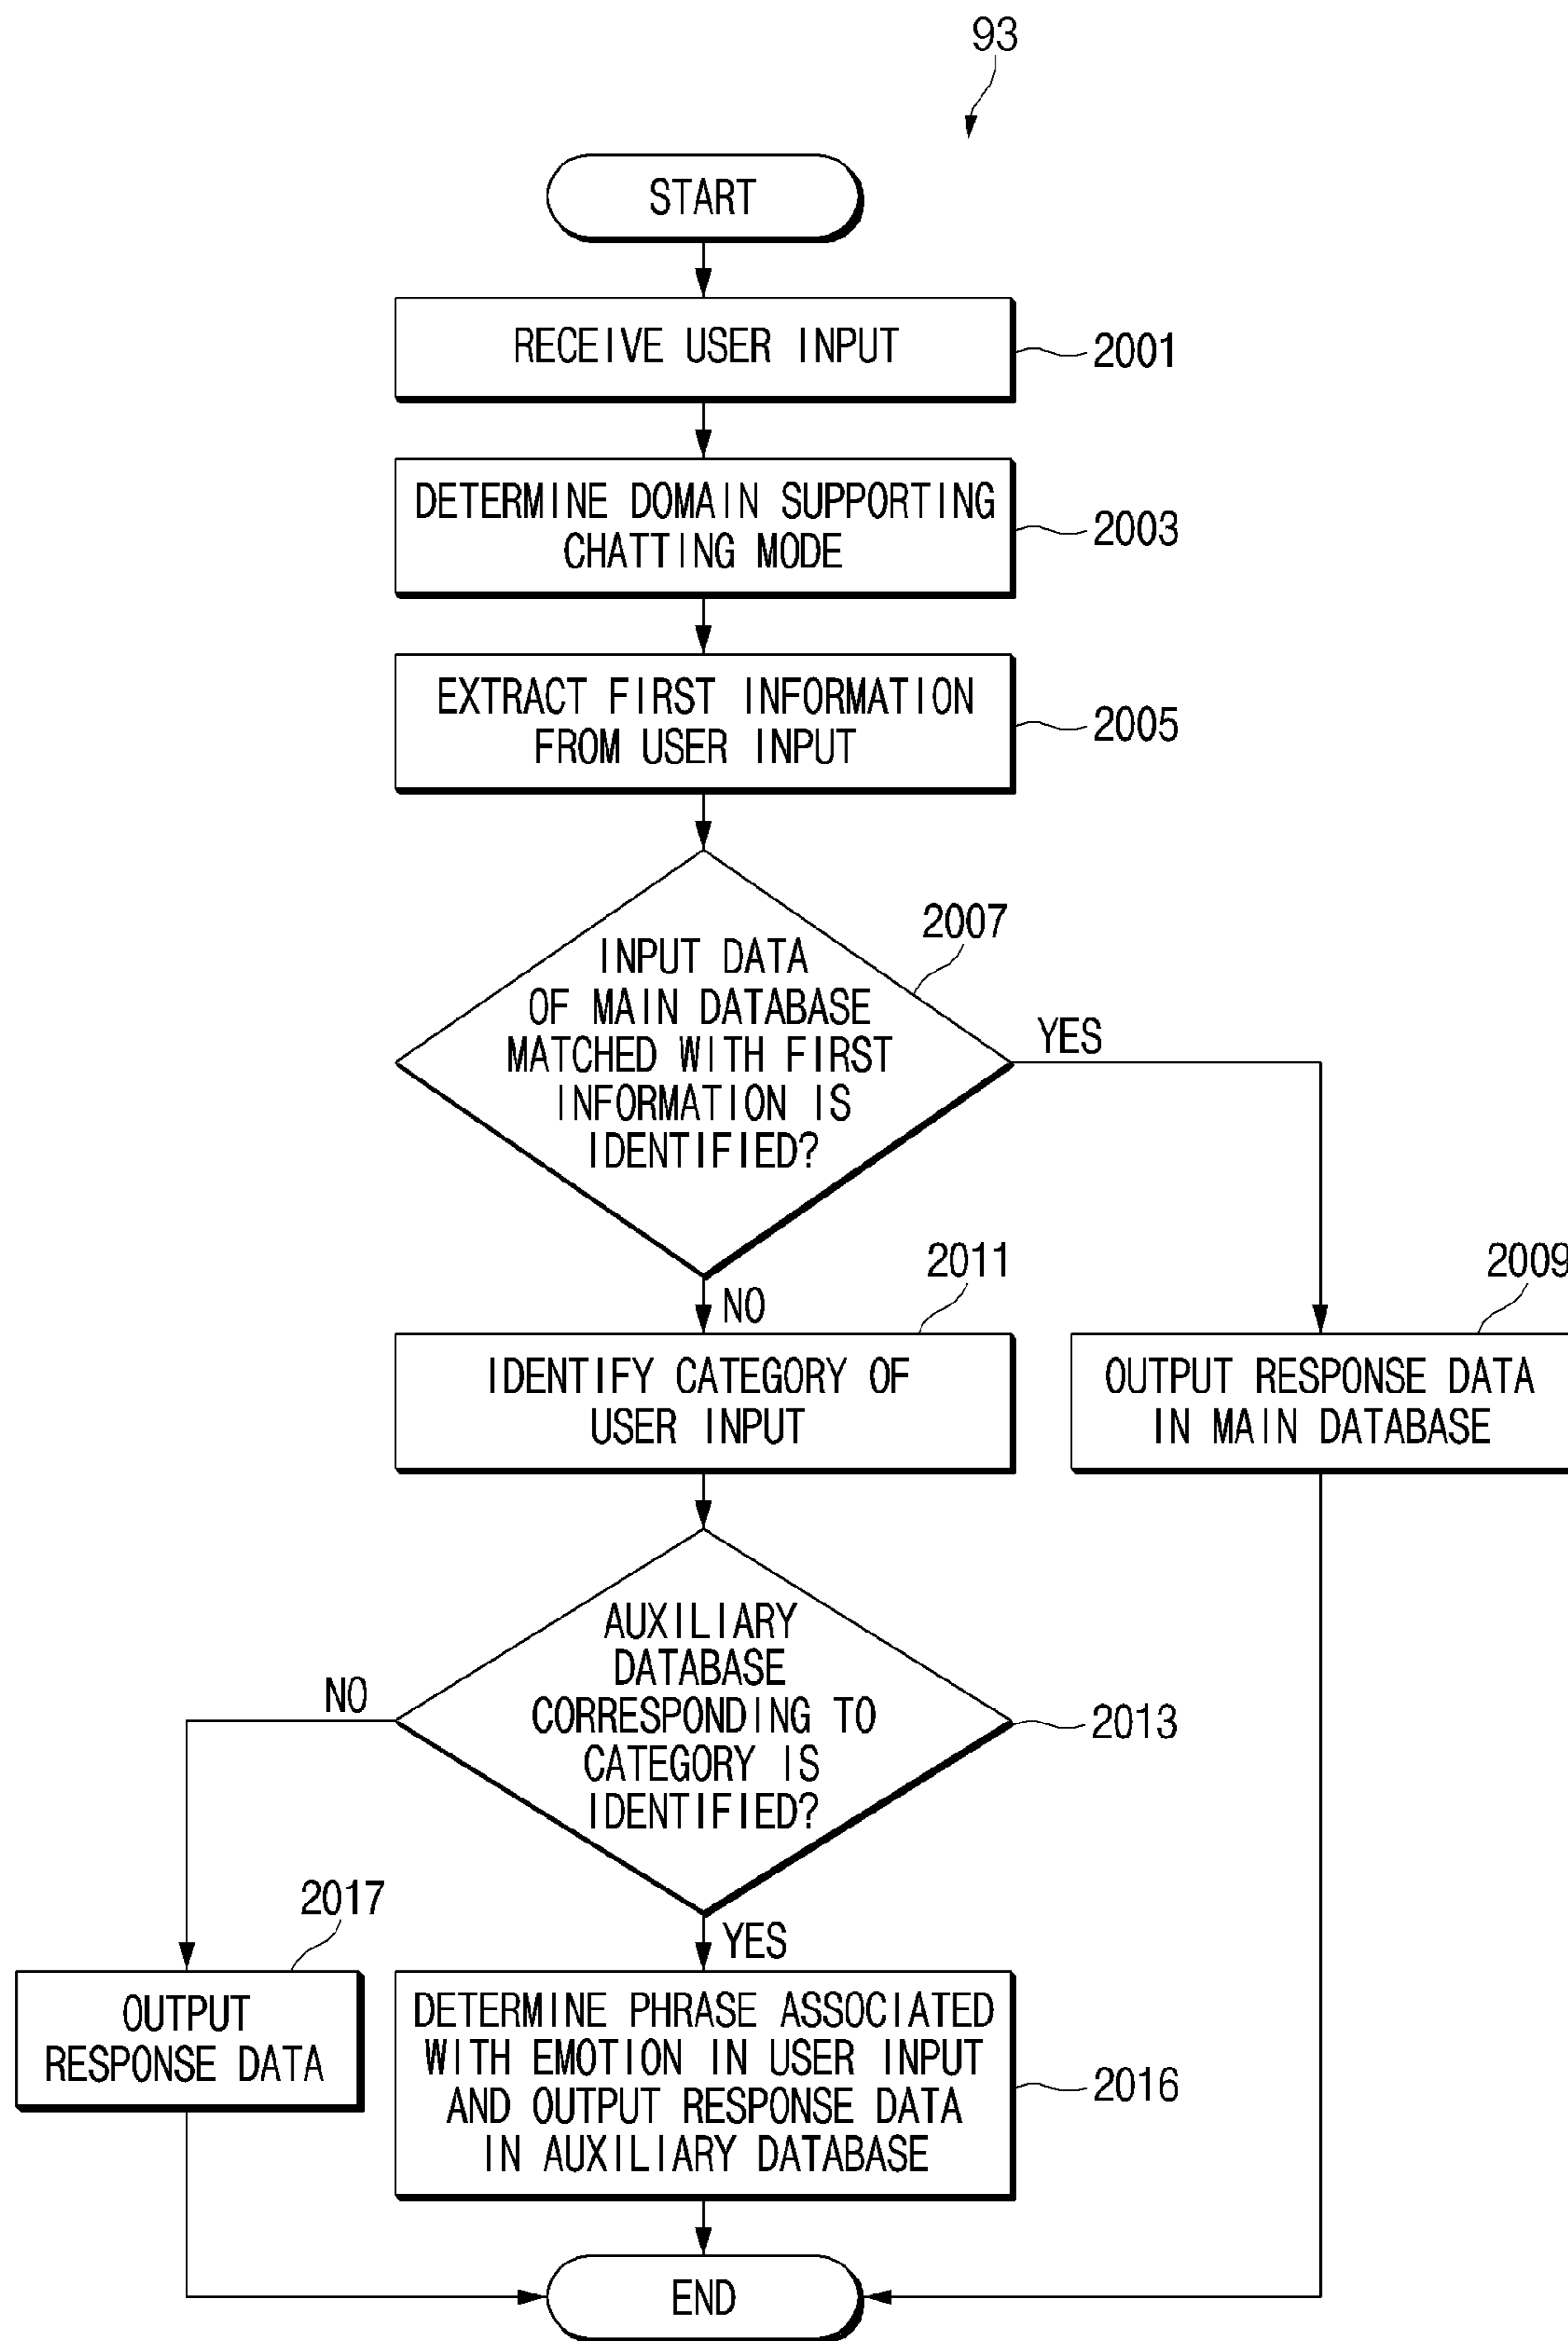 93
START
RECEIVE USER INPUT
2001
DETERMINE DOMAIN SUPPORTING
CHATTING MODE
2003
EXTRACT FIRST INFORMATION
FROM USER INPUT
2005
2007
INPUT DATA
OF MAIN DATABASE
MATCHED WITH FIRST
INFORMATION IS
IDENTIFIED?
YES
NO
2011
IDENTIFY CATEGORY OF
USER INPUT
2009
OUTPUT RESPONSE DATA
IN MAIN DATABASE
AUXILIARY
DATABASE
CORRESPONDING TO
CATEGORY IS
IDENTIFIED?
2013
NO
YES
2017
OUTPUT
RESPONSE DATA
DETERMINE PHRASE ASSOCIATED
WITH EMOTION IN USER INPUT
AND OUTPUT RESPONSE DATA
IN AUXILIARY DATABASE
2016
END